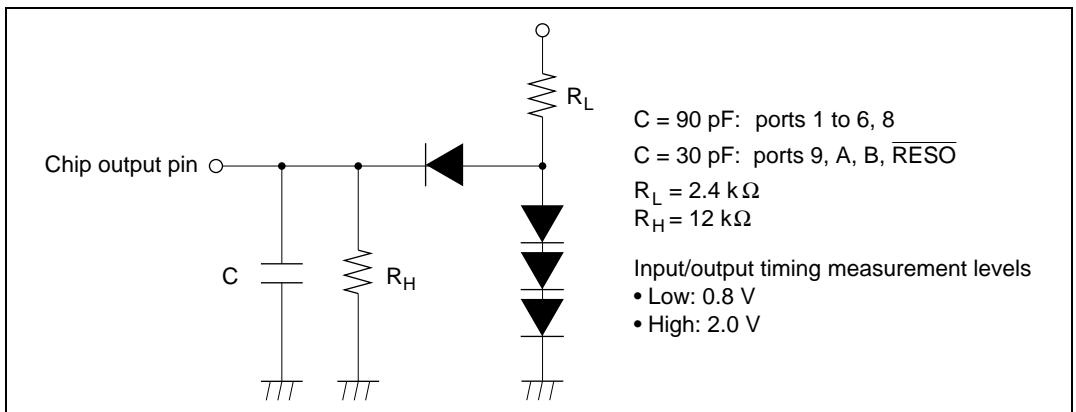 R_L
C = 90 pF: ports 1 to 6, 8
Chip output pin
C = 30 pF: ports 9, A, B, R̅E̅S̅O̅
R_L = 2.4 kΩ
R_H = 12 kΩ
C
R_H
Input/output timing measurement levels
• Low: 0.8 V
• High: 2.0 V